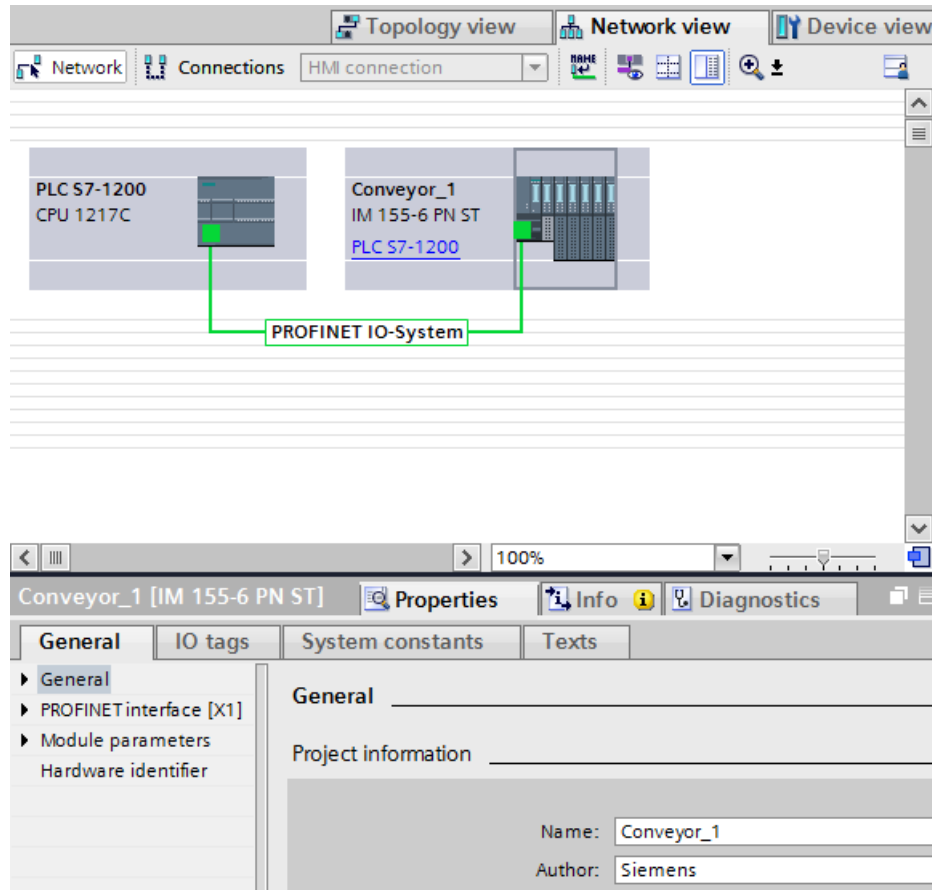 Topology view
Network view
Device view
Network
Connections
HMI connection
NAME
PLC S7-1200
CPU 1217C
Conveyor_1
IM 155-6 PN ST
PLC S7-1200
PROFINET IO-System
100%
Conveyor_1 [IM 155-6 PN ST]
Properties
Info
Diagnostics
General
IO tags
System constants
Texts
General
PROFINET interface [X1]
Module parameters
Hardware identifier
General
Project information
Name: Conveyor_1
Author: Siemens